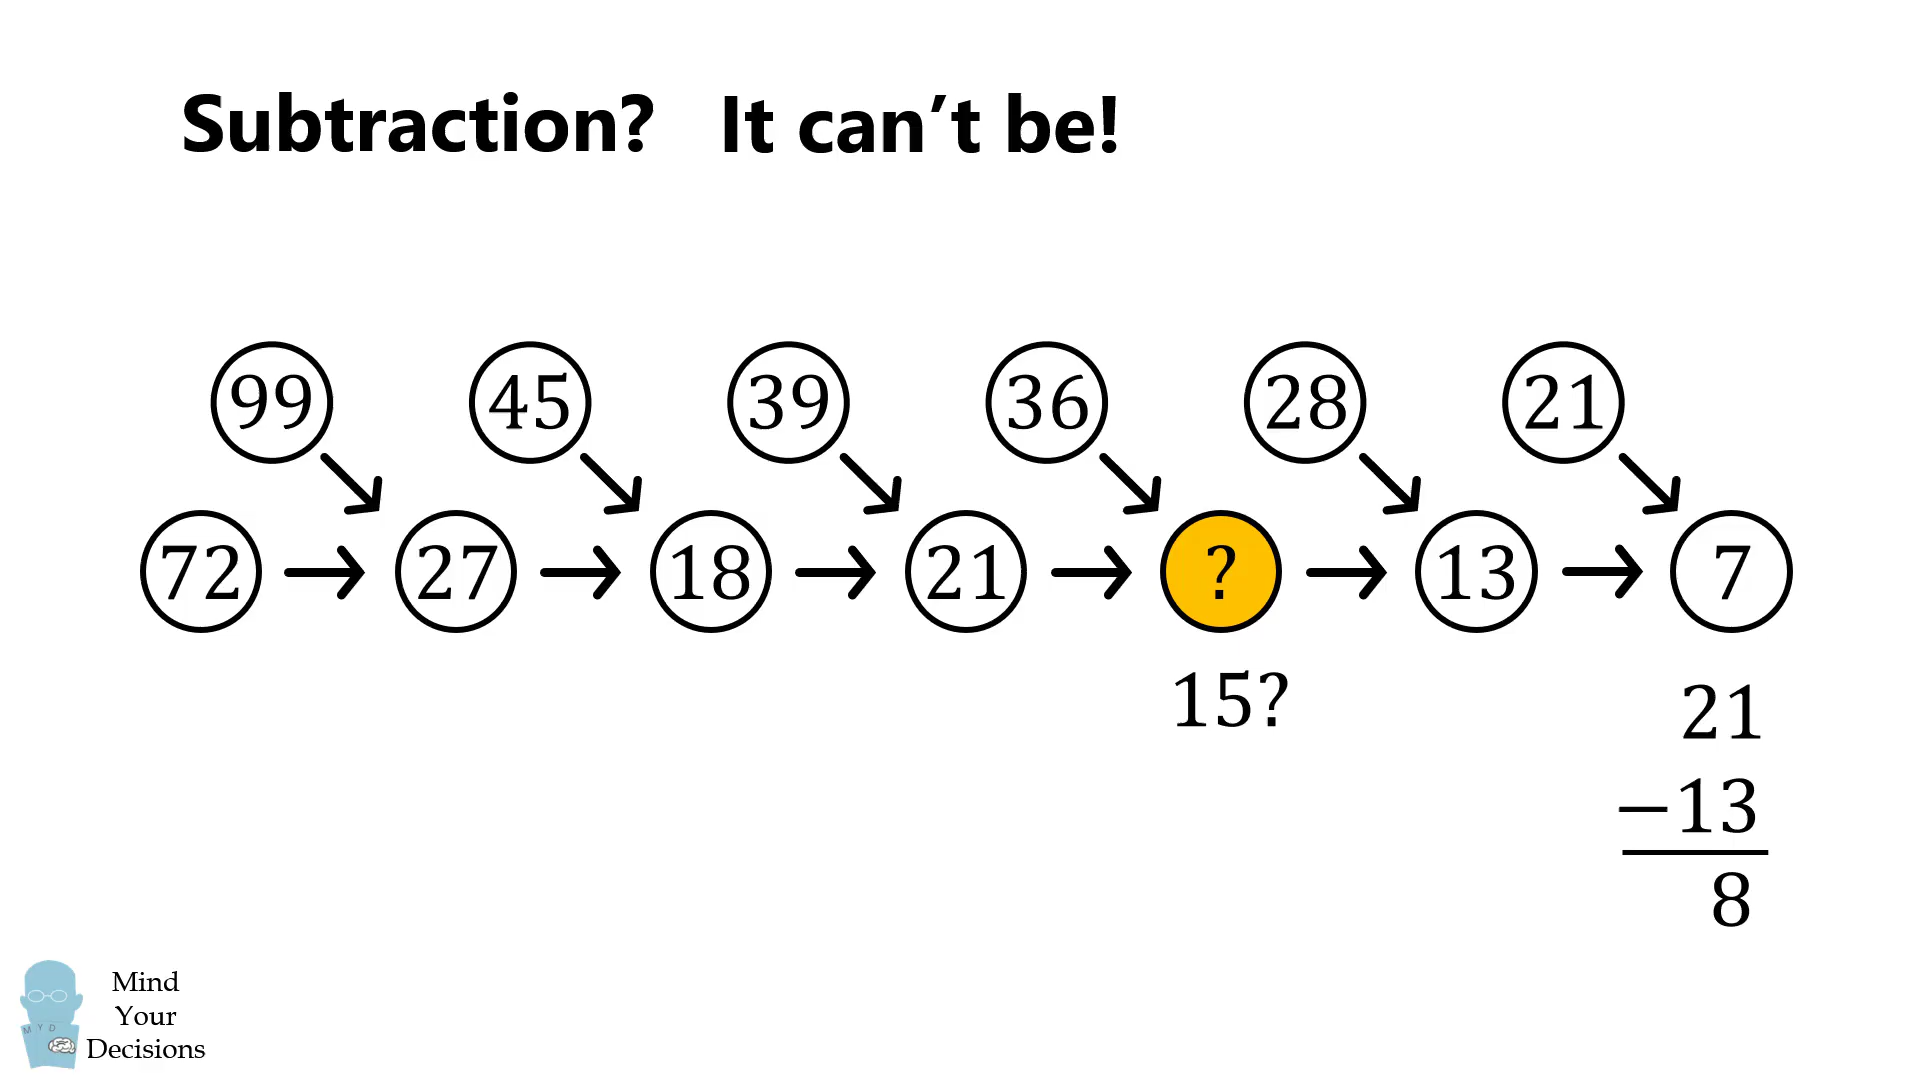 Subtraction? It can’t be!
99 45 39 36 28 21
72 27 18 21 ? 13 7
15?
21
−13
8
M Y D
Mind
Your
Decisions